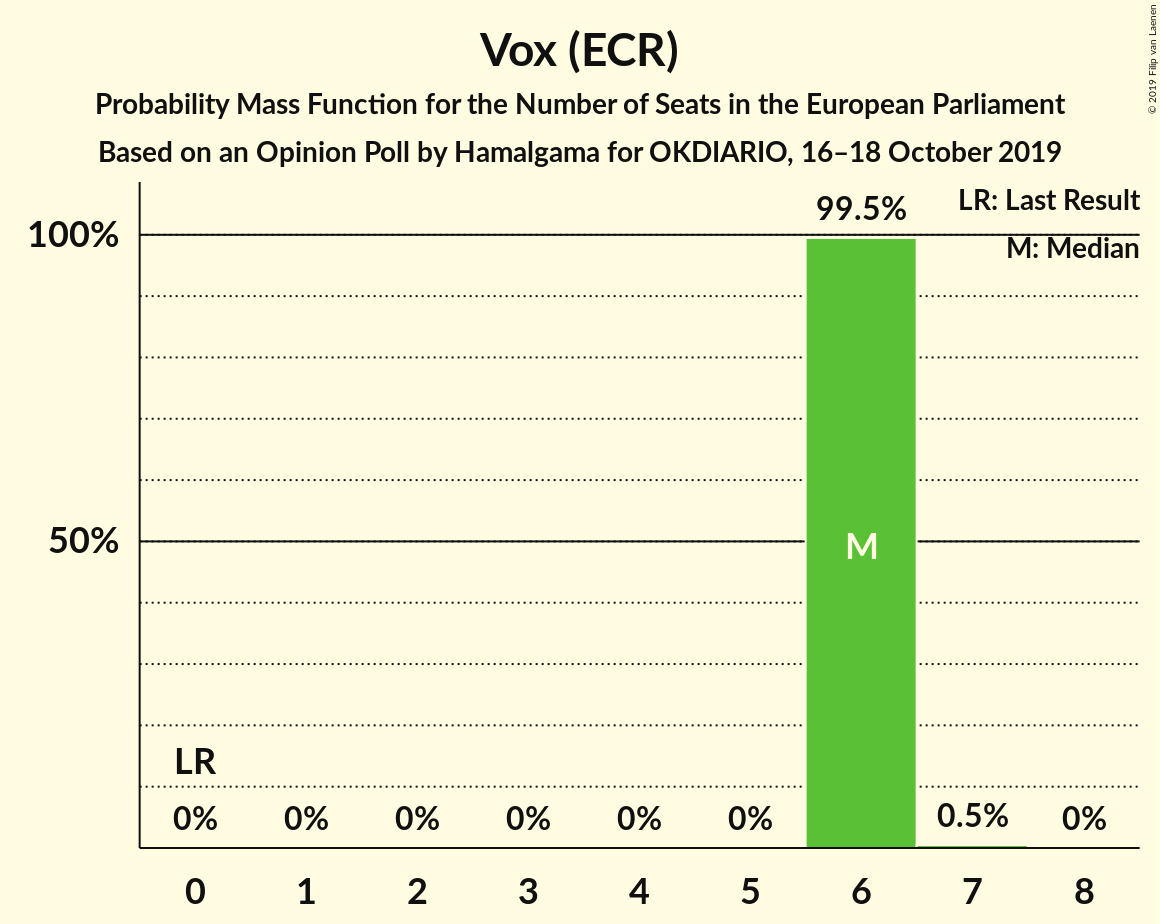 Vox (ECR)
Probability Mass Function for the Number of Seats in the European Parliament
Based on an Opinion Poll by Hamalgama for OKDIARIO, 16–18 October 2019
© 2019 Filip van Laenen
LR: Last Result
M: Median
99.5%
100%
50%
M
LR
0%
0%
0%
0%
0%
0%
0.5%
0%
0
1
2
3
4
5
6
7
8